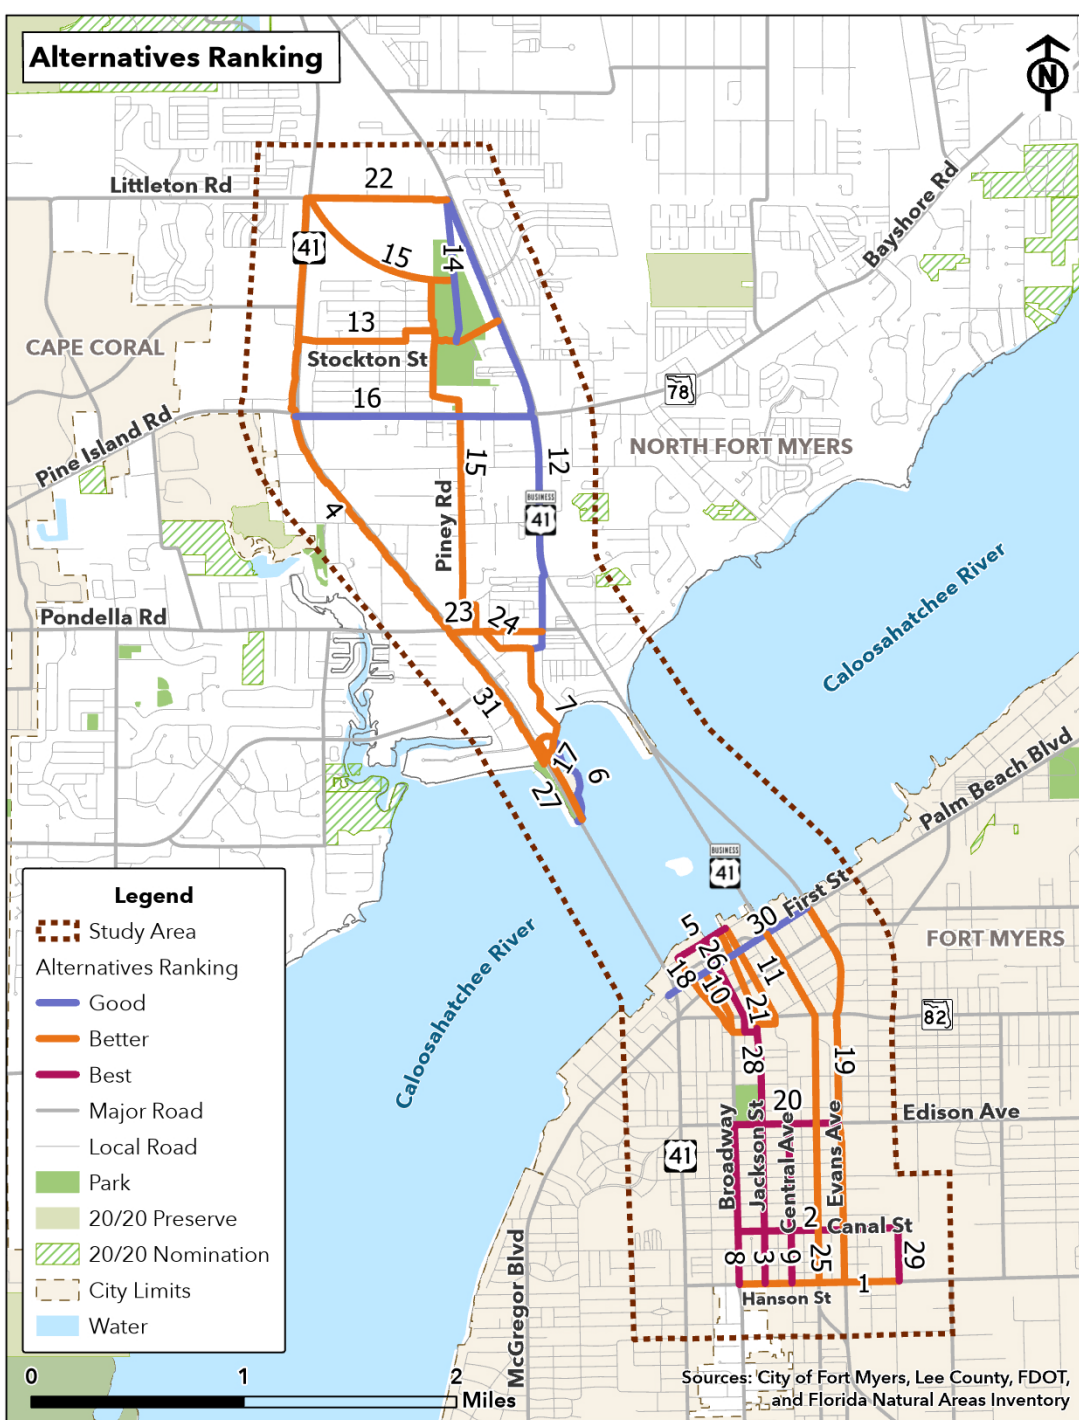 Alternatives Ranking
N
Littleton Rd
22
41
15
14
Bayshore Rd
13
CAPE CORAL
Stockton St
16
78
Pine Island Rd
NORTH FORT MYERS
15
12
4
Piney Rd
BUSINESS
41
Caloosahatchee River
Pondella Rd
23
24
31
7
17
6
27
Palm Beach Blvd
BUSINESS
41
First St
5
30
FORT MYERS
26
18
10
11
21
82
28
19
20
Edison Ave
Broadway
Jackson St
Central Ave
Evans Ave
41
2
Canal St
8
3
9
25
29
1
Hanson St
McGregor Blvd
Caloosahatchee River
Legend
Study Area
Alternatives Ranking
Good
Better
Best
Major Road
Local Road
Park
20/20 Preserve
20/20 Nomination
City Limits
Water
0 1 2
Miles
Sources: City of Fort Myers, Lee County, FDOT,
and Florida Natural Areas Inventory